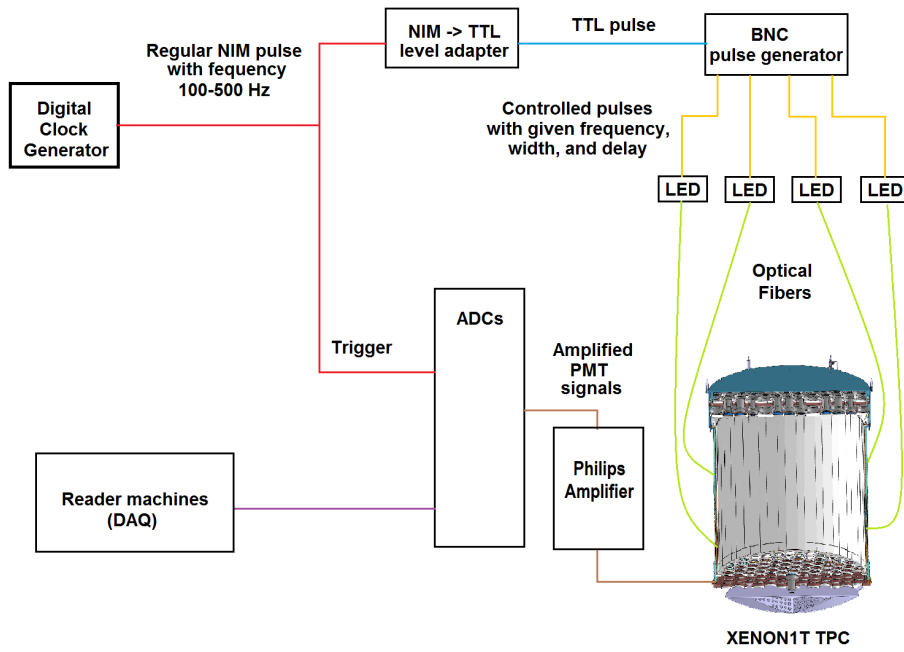 Regular NIM pulse
with fequency
100-500 Hz
NIM -> TTL
level adapter
TTL pulse
BNC
pulse generator
Digital
Clock
Generator
Controlled pulses
with given frequency,
width, and delay
LED
LED
LED
LED
Optical
Fibers
ADCs
Trigger
Amplified
PMT
signals
Philips
Amplifier
Reader machines
(DAQ)
XENON1T TPC